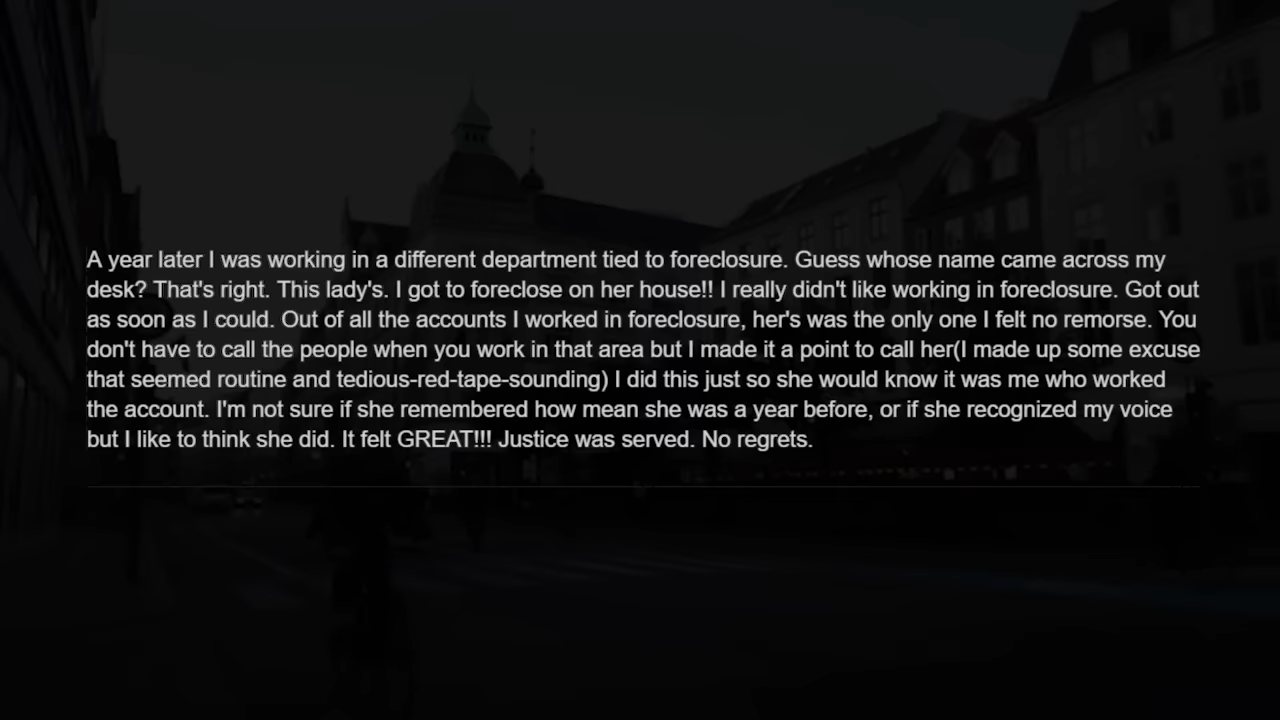 A year later I was working in a different department tied to foreclosure. Guess whose name came across my
desk? That's right. This lady's. I got to foreclose on her house!! I really didn't like working in foreclosure. Got out
as soon as I could. Out of all the accounts I worked in foreclosure, her's was the only one I felt no remorse. You
don't have to call the people when you work in that area but I made it a point to call her(I made up some excuse
that seemed routine and tedious-red-tape-sounding) I did this just so she would know it was me who worked
the account. I'm not sure if she remembered how mean she was a year before, or if she recognized my voice
but I like to think she did. It felt GREAT!!! Justice was served. No regrets.